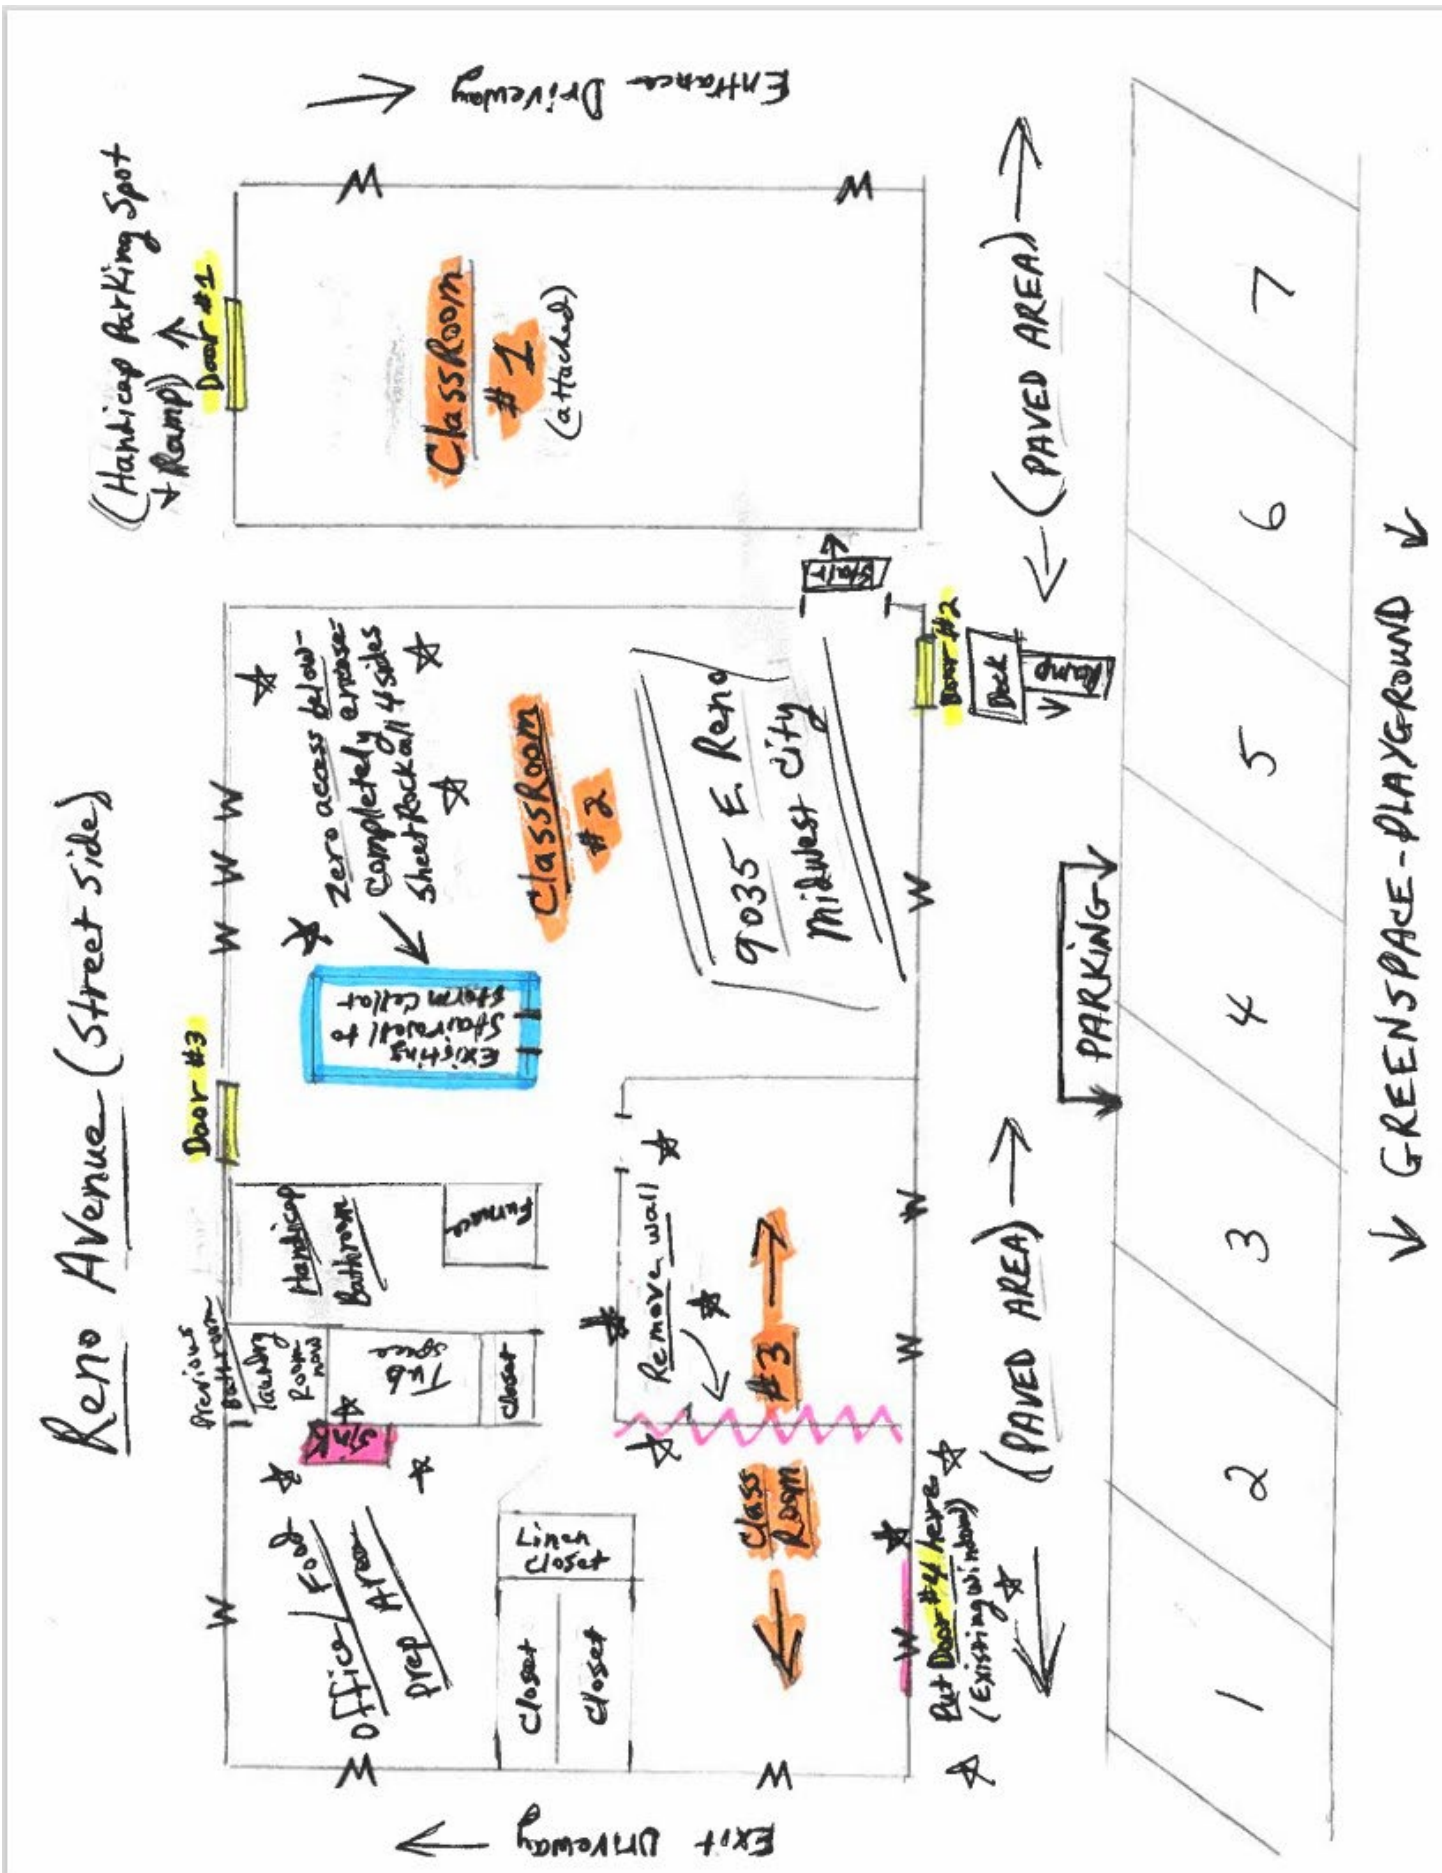 Reno Avenue (Street side)
(Handicap Parking Spot
+ Ramp)
Door #1
Door #3
Entrance Driveway
ClassRoom
# 1
(attached)
W
W
W W W
W
Zero access below-
Completely encase-
SheetRock all 4 sides
Existing
Stairwell to
Storm Cellar
ClassRoom
# 2
9035 E. Reno
Midwest City
Stair
Door #2
Deck
Ramp
Handicap
Bathroom
Furnace
Previous
Bathroom
Laundry
Room
now
Tub
Space
Closet
Sink
Office / Food
Prep Area
Linen
Closet
Closet
Closet
Remove wall
Class
Room
#3
W
W
W
W
W
W
W
Put Door #4 here
(Existing window)
Exit Driveway
(PAVED AREA)
(PAVED AREA)
PARKING
1 2 3 4 5 6 7
GREENSPACE-PLAYGROUND